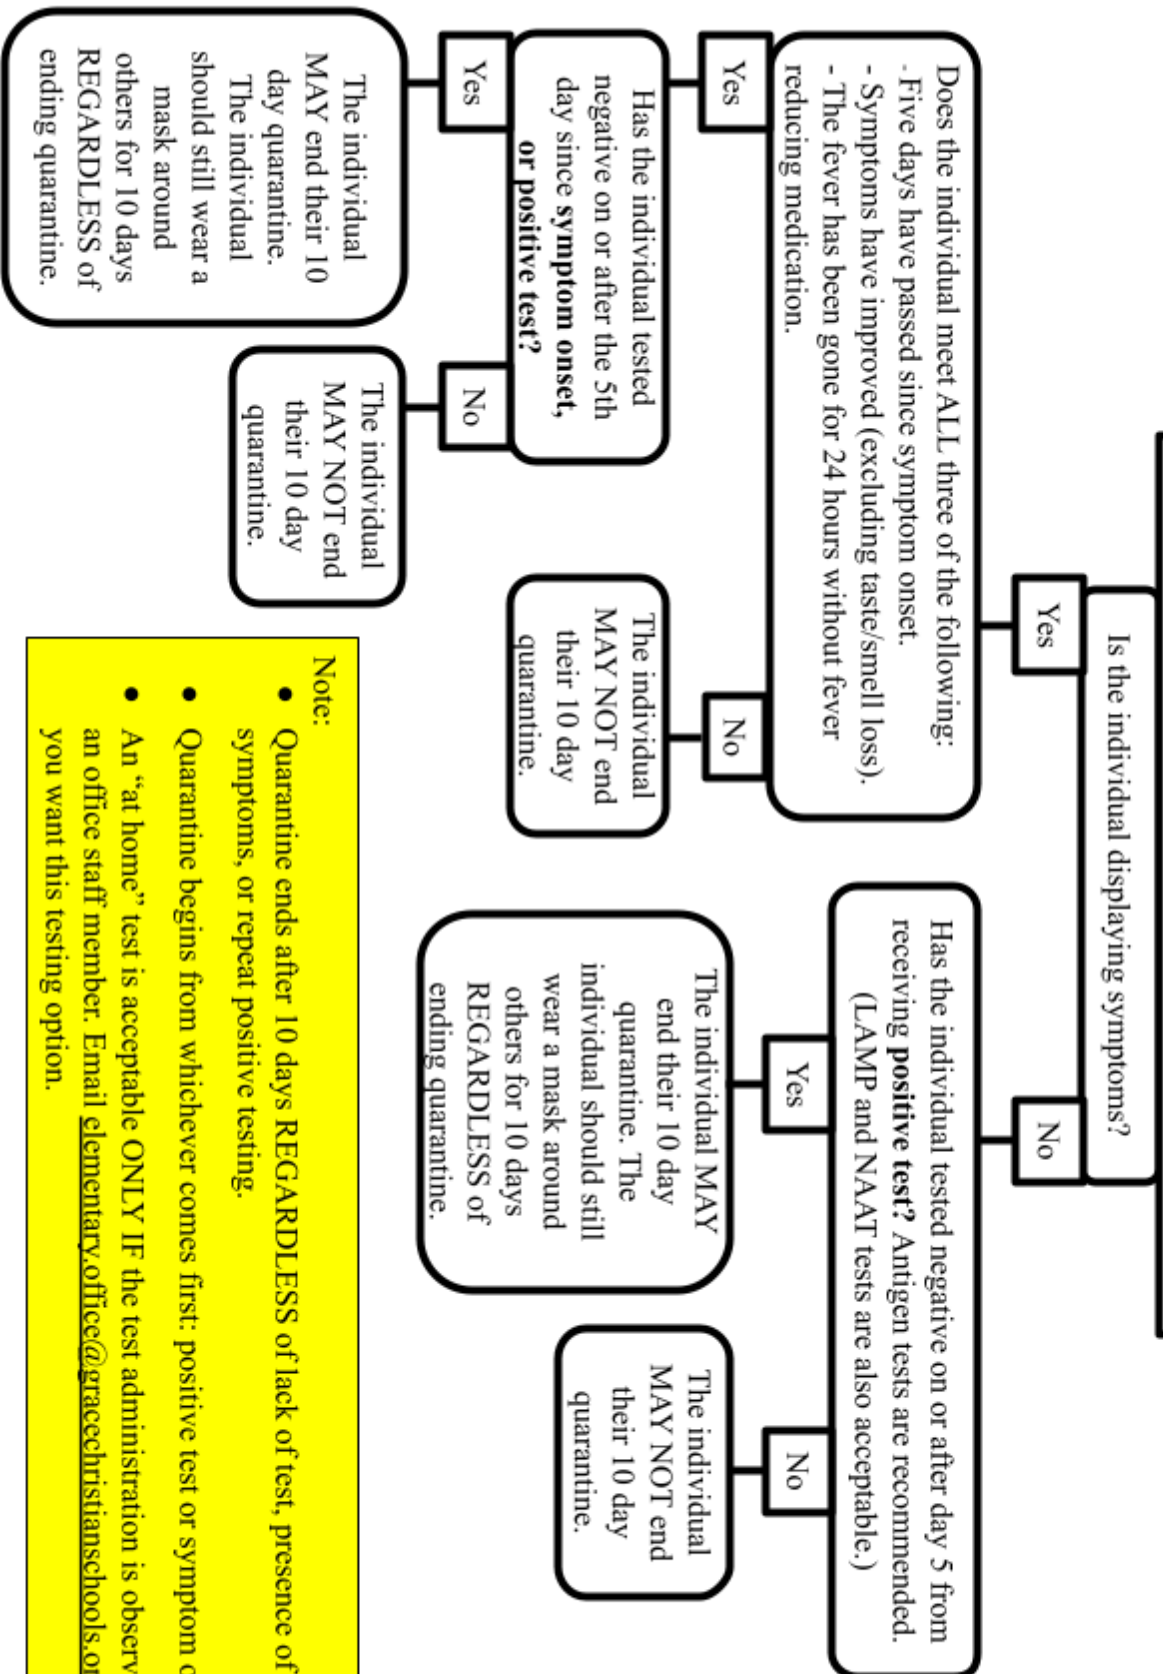 Is the individual displaying symptoms?
Yes
No
Does the individual meet ALL three of the following:
- Five days have passed since symptom onset.
- Symptoms have improved (excluding taste/smell loss).
- The fever has been gone for 24 hours without fever
reducing medication.
Yes
No
Has the individual tested
negative on or after the 5th
day since symptom onset,
or positive test?
The individual
MAY NOT end
their 10 day
quarantine.
Yes
No
The individual
MAY end their 10
day quarantine.
The individual
should still wear a
mask around
others for 10 days
REGARDLESS of
ending quarantine.
The individual
MAY NOT end
their 10 day
quarantine.
Has the individual tested negative on or after day 5 from
receiving positive test? Antigen tests are recommended.
(LAMP and NAAT tests are also acceptable.)
Yes
No
The individual MAY
end their 10 day
quarantine. The
individual should still
wear a mask around
others for 10 days
REGARDLESS of
ending quarantine.
The individual
MAY NOT end
their 10 day
quarantine.
Note:
● Quarantine ends after 10 days REGARDLESS of lack of test, presence of
symptoms, or repeat positive testing.
● Quarantine begins from whichever comes first: positive test or symptom
● An “at home” test is acceptable ONLY IF the test administration is
an office staff member. Email elementary.office@gracechristianschools.
you want this testing option.